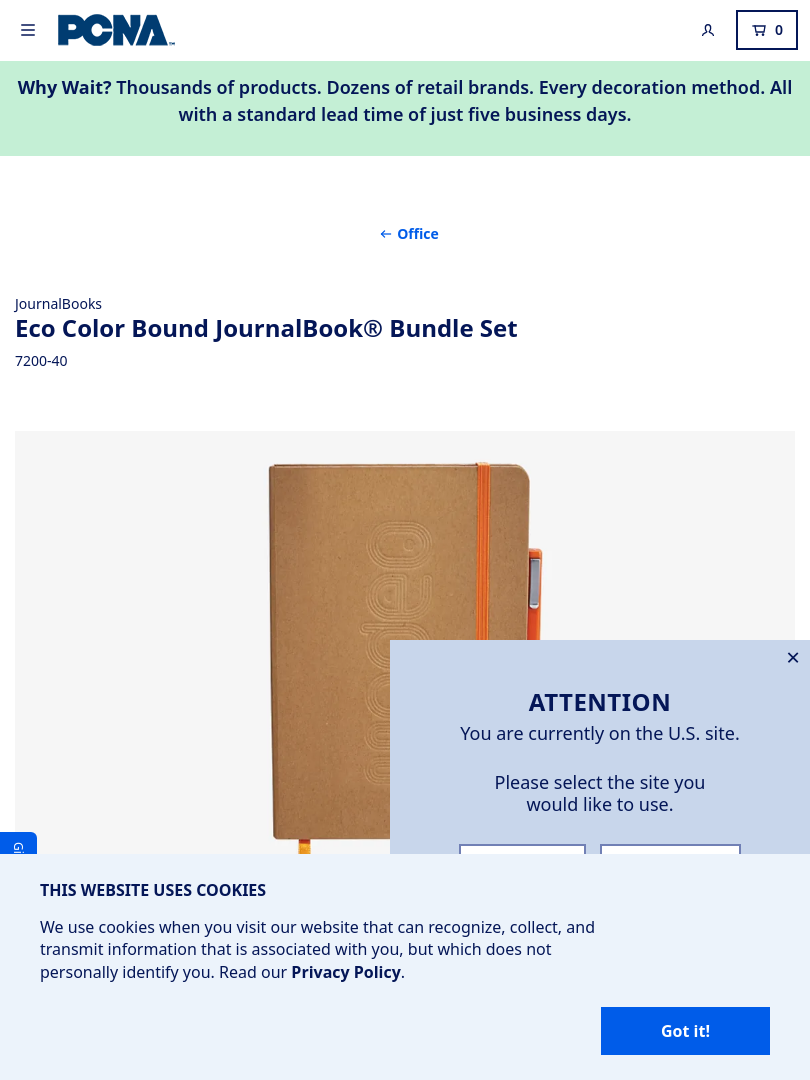 PCNA™
0
Why Wait? Thousands of products. Dozens of retail brands. Every decoration method. All
with a standard lead time of just five business days.
Office
JournalBooks
Eco Color Bound JournalBook® Bundle Set
7200-40
ATTENTION
You are currently on the U.S. site.
Please select the site you
would like to use.
THIS WEBSITE USES COOKIES
We use cookies when you visit our website that can recognize, collect, and
transmit information that is associated with you, but which does not
personally identify you. Read our Privacy Policy.
Got it!